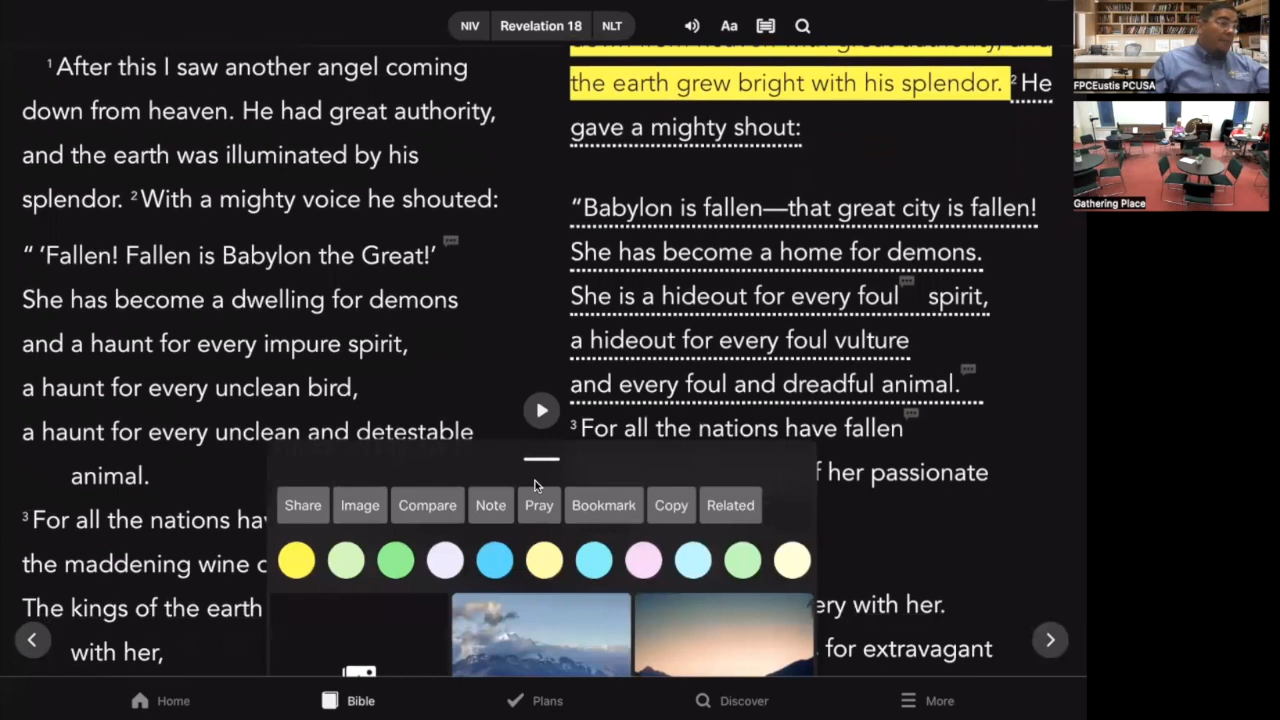 NIV Revelation 18 NLT Aa
1 After this I saw another angel coming
down from heaven. He had great authority,
and the earth was illuminated by his
splendor. 2 With a mighty voice he shouted:
“ ‘Fallen! Fallen is Babylon the Great!’
She has become a dwelling for demons
and a haunt for every impure spirit,
a haunt for every unclean bird,
a haunt for every unclean and detestable
animal.
3 For all the nations hav
the maddening wine o
The kings of the earth
with her,
down from heaven with great authority, and
the earth grew bright with his splendor. 2 He
gave a mighty shout:
“Babylon is fallen—that great city is fallen!
She has become a home for demons.
She is a hideout for every foul spirit,
a hideout for every foul vulture
and every foul and dreadful animal.
3 For all the nations have fallen
f her passionate
ery with her.
for extravagant
Share Image Compare Note Pray Bookmark Copy Related
Home Bible Plans Discover More
FPCEustis PCUSA
Gathering Place